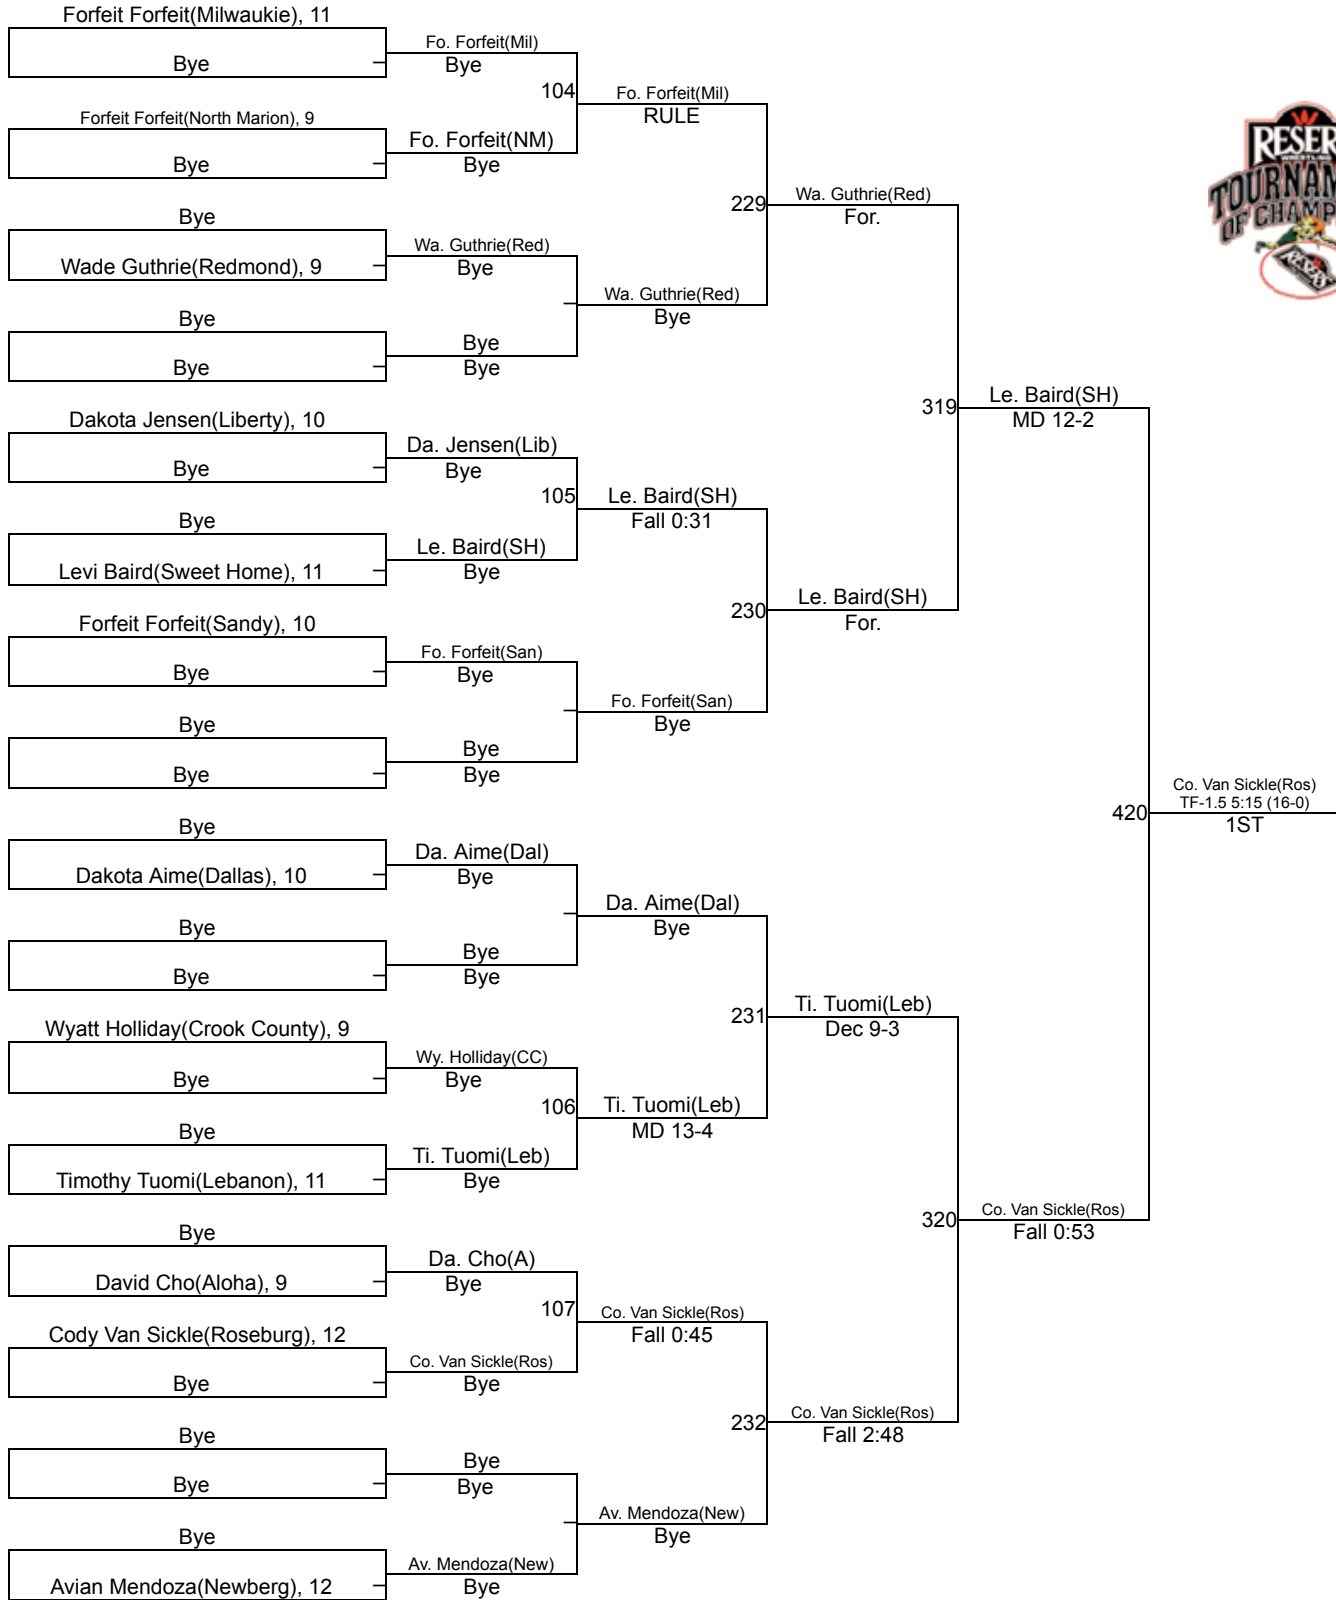 Forfeit Forfeit(Milwaukie), 11
Bye
Forfeit Forfeit(North Marion), 9
Bye
Bye
Wade Guthrie(Redmond), 9
Bye
Bye
Dakota Jensen(Liberty), 10
Bye
Bye
Levi Baird(Sweet Home), 11
Forfeit Forfeit(Sandy), 10
Bye
Bye
Bye
Bye
Dakota Aime(Dallas), 10
Bye
Bye
Wyatt Holliday(Crook County), 9
Bye
Bye
Timothy Tuomi(Lebanon), 11
Bye
David Cho(Aloha), 9
Cody Van Sickle(Roseburg), 12
Bye
Bye
Bye
Bye
Avian Mendoza(Newberg), 12
Fo. Forfeit(Mil)
Bye
104
Fo. Forfeit(NM)
Bye
Wa. Guthrie(Red)
Bye
Bye
Bye
Da. Jensen(Lib)
Bye
105
Le. Baird(SH)
Bye
Fo. Forfeit(San)
Bye
Bye
Bye
Da. Aime(Dal)
Bye
Bye
Bye
Wy. Holliday(CC)
Bye
106
Ti. Tuomi(Leb)
Bye
Da. Cho(A)
Bye
107
Co. Van Sickle(Ros)
Bye
Bye
Bye
Av. Mendoza(New)
Bye
Fo. Forfeit(Mil)
RULE
229
Wa. Guthrie(Red)
Bye
Le. Baird(SH)
Fall 0:31
230
Fo. Forfeit(San)
Bye
Da. Aime(Dal)
Bye
231
Ti. Tuomi(Leb)
MD 13-4
Co. Van Sickle(Ros)
Fall 0:45
232
Av. Mendoza(New)
Bye
Wa. Guthrie(Red)
For.
319
Le. Baird(SH)
For.
Ti. Tuomi(Leb)
Dec 9-3
320
Co. Van Sickle(Ros)
Fall 2:48
Le. Baird(SH)
MD 12-2
420
Co. Van Sickle(Ros)
Fall 0:53
Co. Van Sickle(Ros)
TF-1.5 5:15 (16-0)
1ST
RESER
WRESTLING
TOURNAM
OF CHAMP
RESER'S